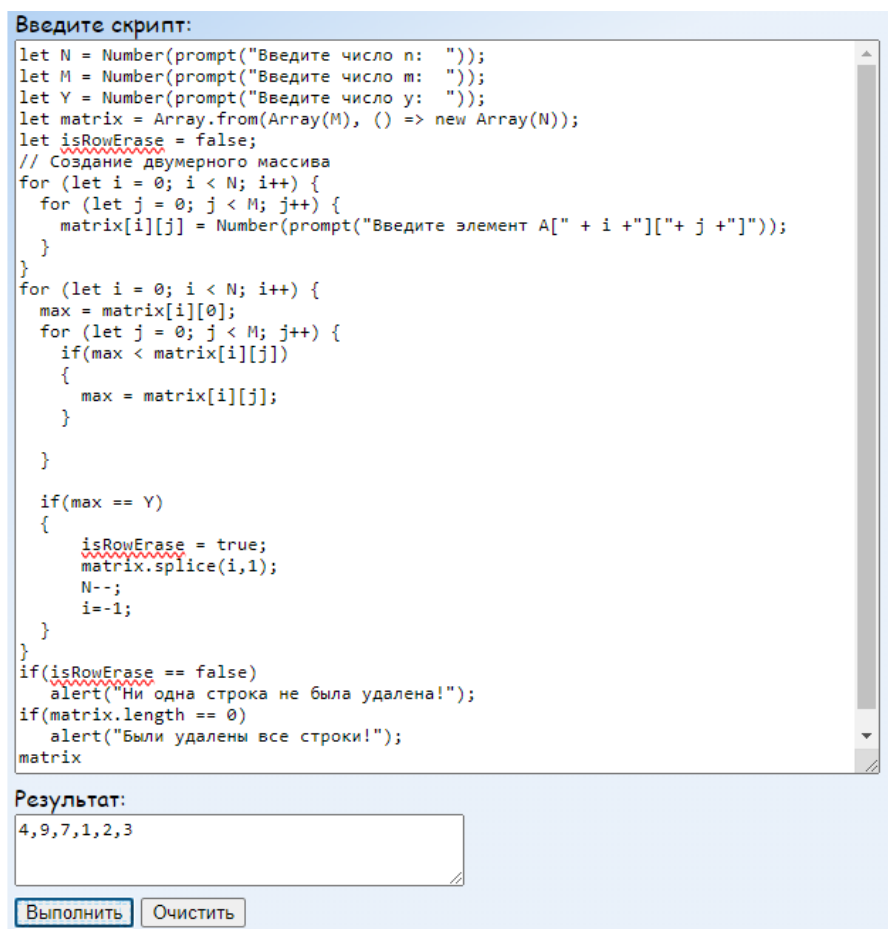 Введите скрипт:
let N = Number(prompt("Введите число n:  "));
let M = Number(prompt("Введите число m:  "));
let Y = Number(prompt("Введите число y:  "));
let matrix = Array.from(Array(M), () => new Array(N));
let isRowErase = false;
// Создание двумерного массива
for (let i = 0; i < N; i++) {
  for (let j = 0; j < M; j++) {
    matrix[i][j] = Number(prompt("Введите элемент A[" + i +"]["+ j +"]"));
  }
}
for (let i = 0; i < N; i++) {
  max = matrix[i][0];
  for (let j = 0; j < M; j++) {
    if(max < matrix[i][j])
    {
      max = matrix[i][j];
    }
  }
  if(max == Y)
  {
      isRowErase = true;
      matrix.splice(i,1);
      N--;
      i=-1;
  }
}
if(isRowErase == false)
   alert("Ни одна строка не была удалена!");
if(matrix.length == 0)
   alert("Были удалены все строки!");
matrix
Результат:
4,9,7,1,2,3
Выполнить Очистить